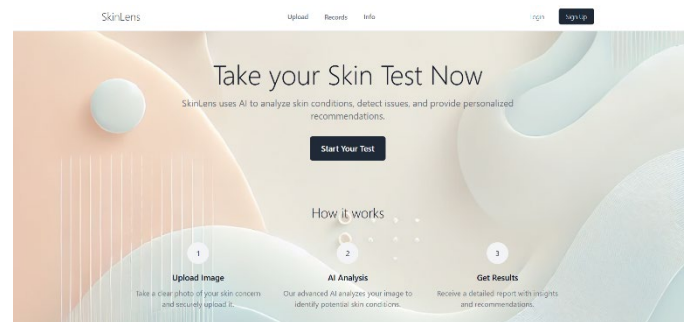 SkinLens
Upload Records Info
Login Sign Up
Take your Skin Test Now
SkinLens uses AI to analyze skin conditions, detect issues, and provide personalized
recommendations.
Start Your Test
How it works
1 2 3
Upload Image AI Analysis Get Results
Take a clear photo of your skin concern
and securely upload it.
Our advanced AI analyzes your image to
identify potential skin conditions.
Receive a detailed report with insights
and recommendations.